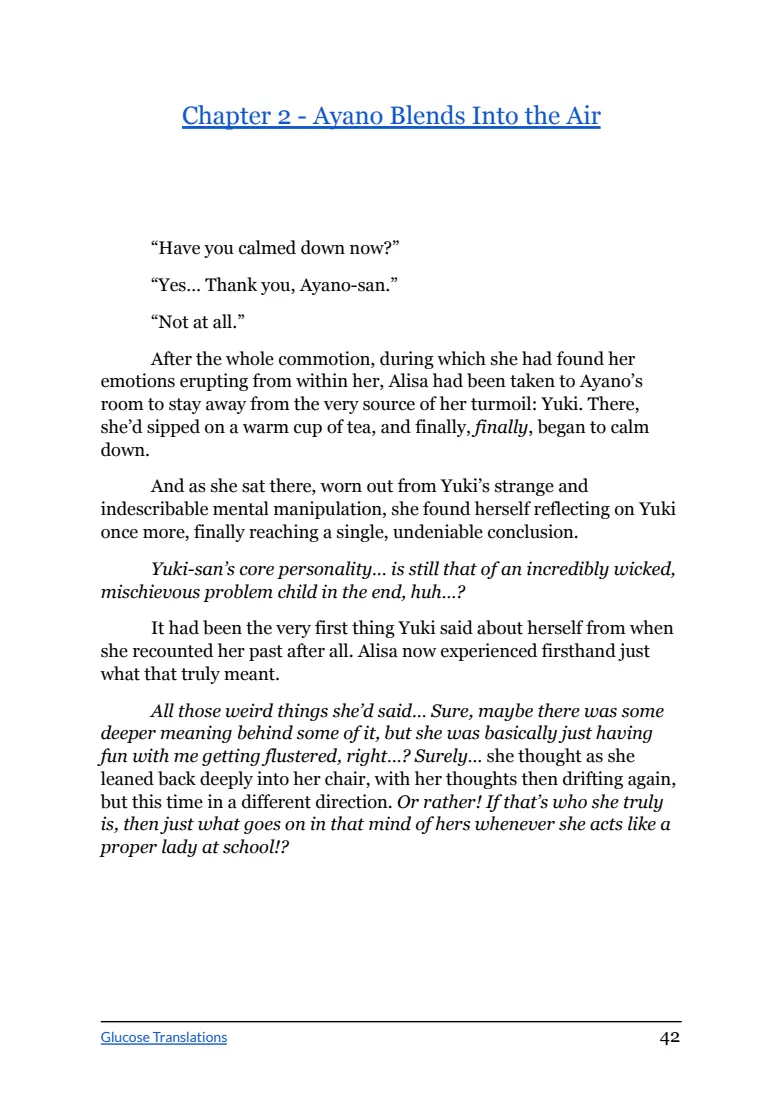 Chapter 2 - Ayano Blends Into the Air
“Have you calmed down now?”
“Yes… Thank you, Ayano-san.”
“Not at all.”
After the whole commotion, during which she had found her
emotions erupting from within her, Alisa had been taken to Ayano’s
room to stay away from the very source of her turmoil: Yuki. There,
she’d sipped on a warm cup of tea, and finally, finally, began to calm
down.
And as she sat there, worn out from Yuki’s strange and
indescribable mental manipulation, she found herself reflecting on Yuki
once more, finally reaching a single, undeniable conclusion.
Yuki-san’s core personality… is still that of an incredibly wicked,
mischievous problem child in the end, huh…?
It had been the very first thing Yuki said about herself from when
she recounted her past after all. Alisa now experienced firsthand just
what that truly meant.
All those weird things she’d said… Sure, maybe there was some
deeper meaning behind some of it, but she was basically just having
fun with me getting flustered, right…? Surely… she thought as she
leaned back deeply into her chair, with her thoughts then drifting again,
but this time in a different direction. Or rather! If that’s who she truly
is, then just what goes on in that mind of hers whenever she acts like a
proper lady at school!?
Glucose Translations
42